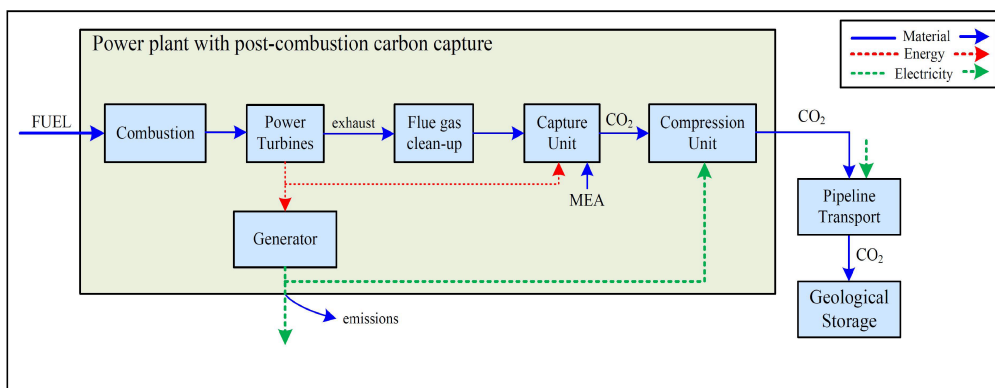 Power plant with post-combustion carbon capture
Material
Energy
Electricity
FUEL
Combustion
Power
Turbines
exhaust
Flue gas
clean-up
Capture
Unit
CO₂
Compression
Unit
CO₂
MEA
Generator
Pipeline
Transport
CO₂
Geological
Storage
emissions